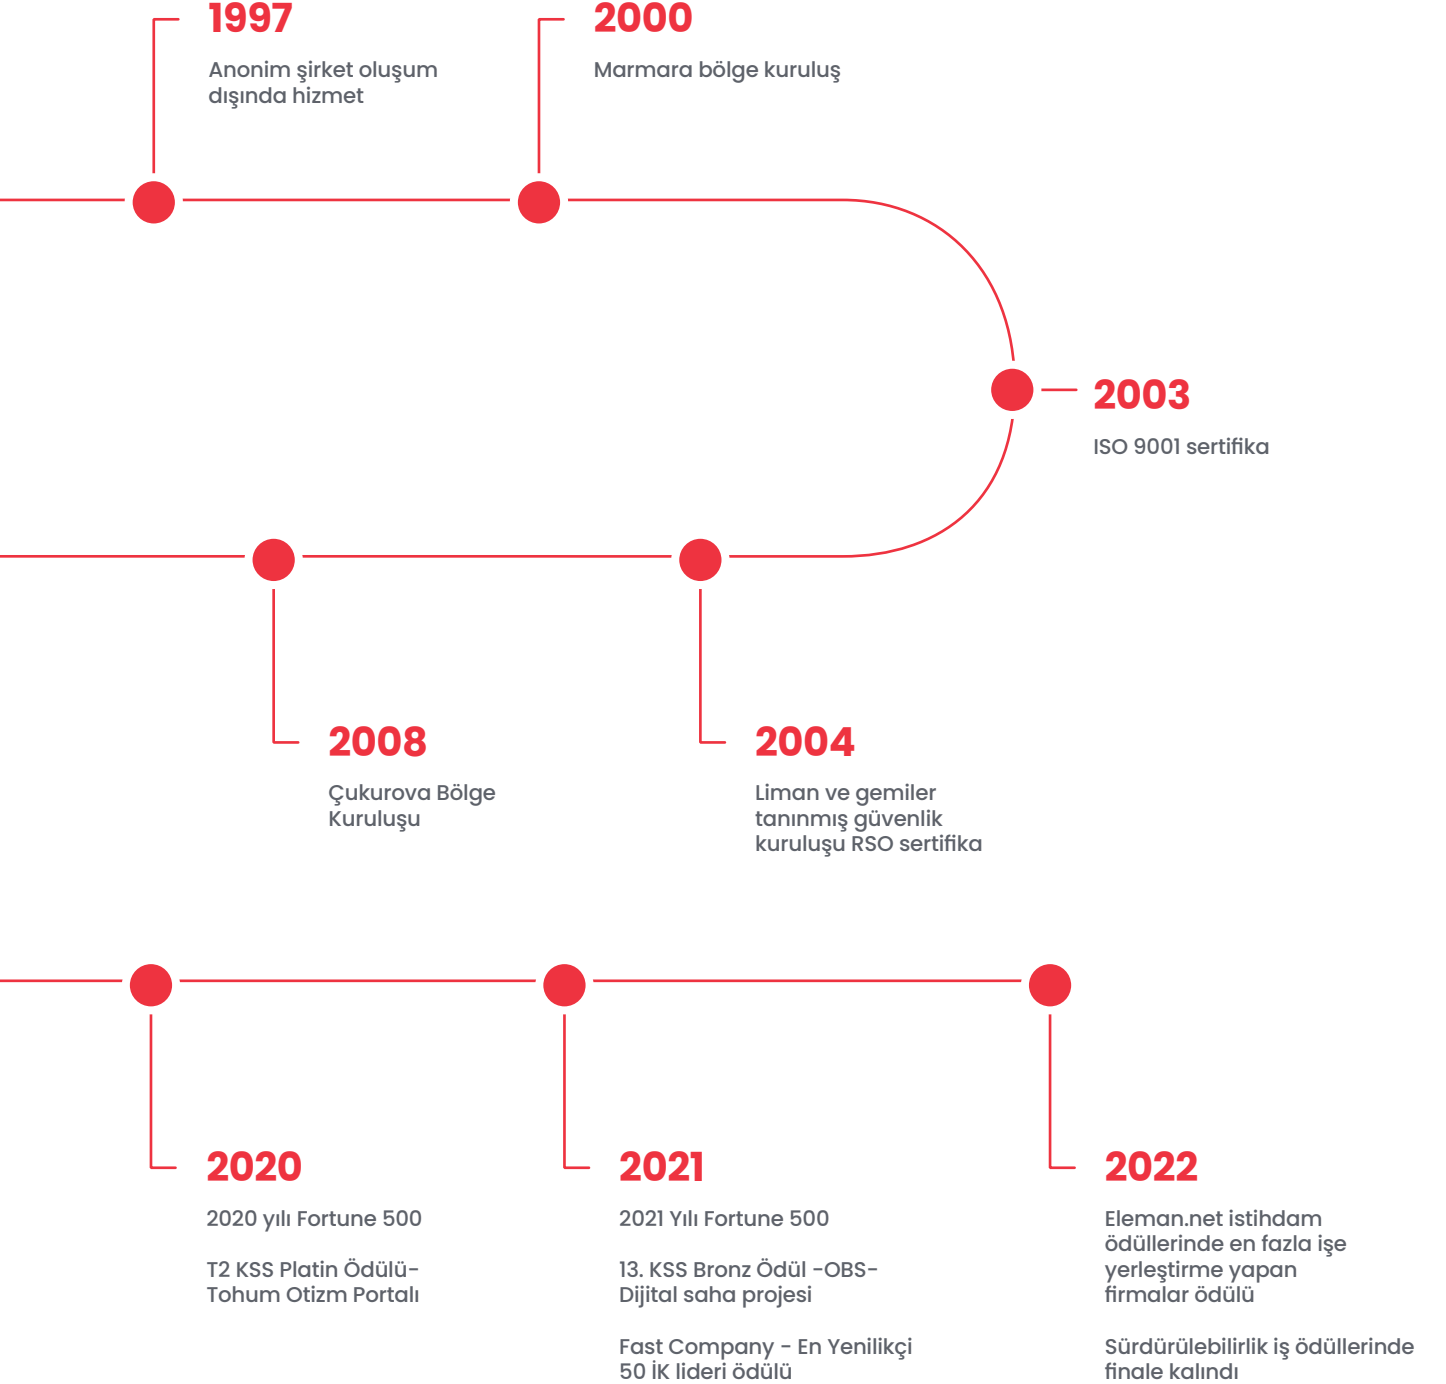 1997
Anonim şirket oluşum
dışında hizmet
2000
Marmara bölge kuruluş
2003
ISO 9001 sertifika
2008
Çukurova Bölge
Kuruluşu
2004
Liman ve gemiler
tanınmış güvenlik
kuruluşu RSO sertifika
2020
2020 yılı Fortune 500
T2 KSS Platin Ödülü-
Tohum Otizm Portalı
2021
2021 Yılı Fortune 500
13. KSS Bronz Ödül -OBS-
Dijital saha projesi
Fast Company - En Yenilikçi
50 İK lideri ödülü
2022
Eleman.net istihdam
ödüllerinde en fazla işe
yerleştirme yapan
firmalar ödülü
Sürdürülebilirlik iş ödüllerinde
finale kalındı